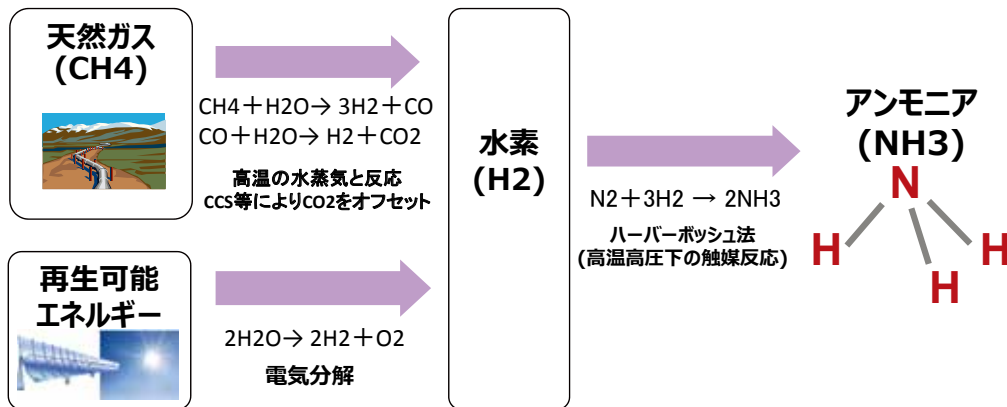 天然ガス
(CH4)
CH4+H2O→ 3H2+CO
CO+H2O→ H2+CO2
高温の水蒸気と反応
CCS等によりCO2をオフセット
再生可能
エネルギー
2H2O→ 2H2+O2
電気分解
水素
(H2)
N2+3H2 → 2NH3
ハーバーボッシュ法
(高温高圧下の触媒反応)
アンモニア
(NH3)
N
H
H
H